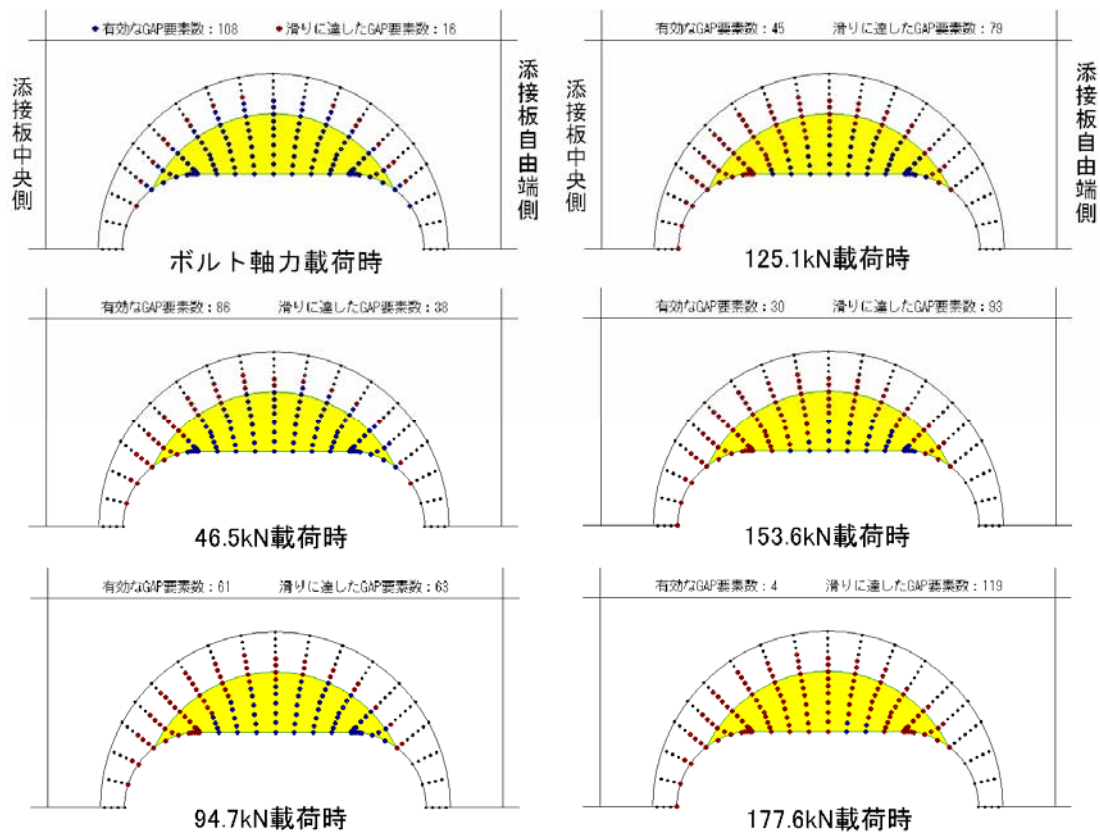 有効なGAP要素数：108 滑りに達したGAP要素数：16
添接板中央側
添接板自由端側
ボルト軸力載荷時
有効なGAP要素数：45 滑りに達したGAP要素数：79
添接板中央側
添接板自由端側
125.1kN載荷時
有効なGAP要素数：86 滑りに達したGAP要素数：38
46.5kN載荷時
有効なGAP要素数：30 滑りに達したGAP要素数：93
153.6kN載荷時
有効なGAP要素数：61 滑りに達したGAP要素数：63
94.7kN載荷時
有効なGAP要素数：4 滑りに達したGAP要素数：119
177.6kN載荷時